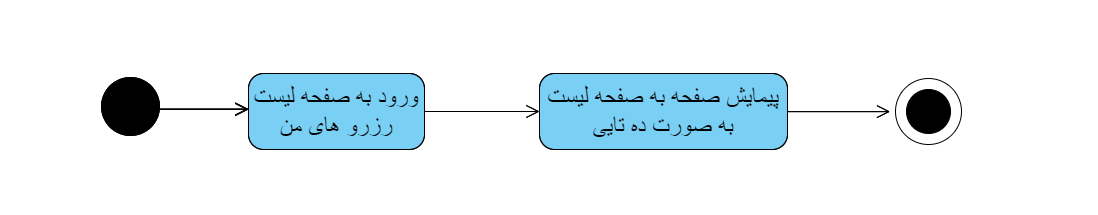 ورود به صفحه لیست
رزرو های من
پیمایش صفحه به صفحه لیست
به صورت ده تایی